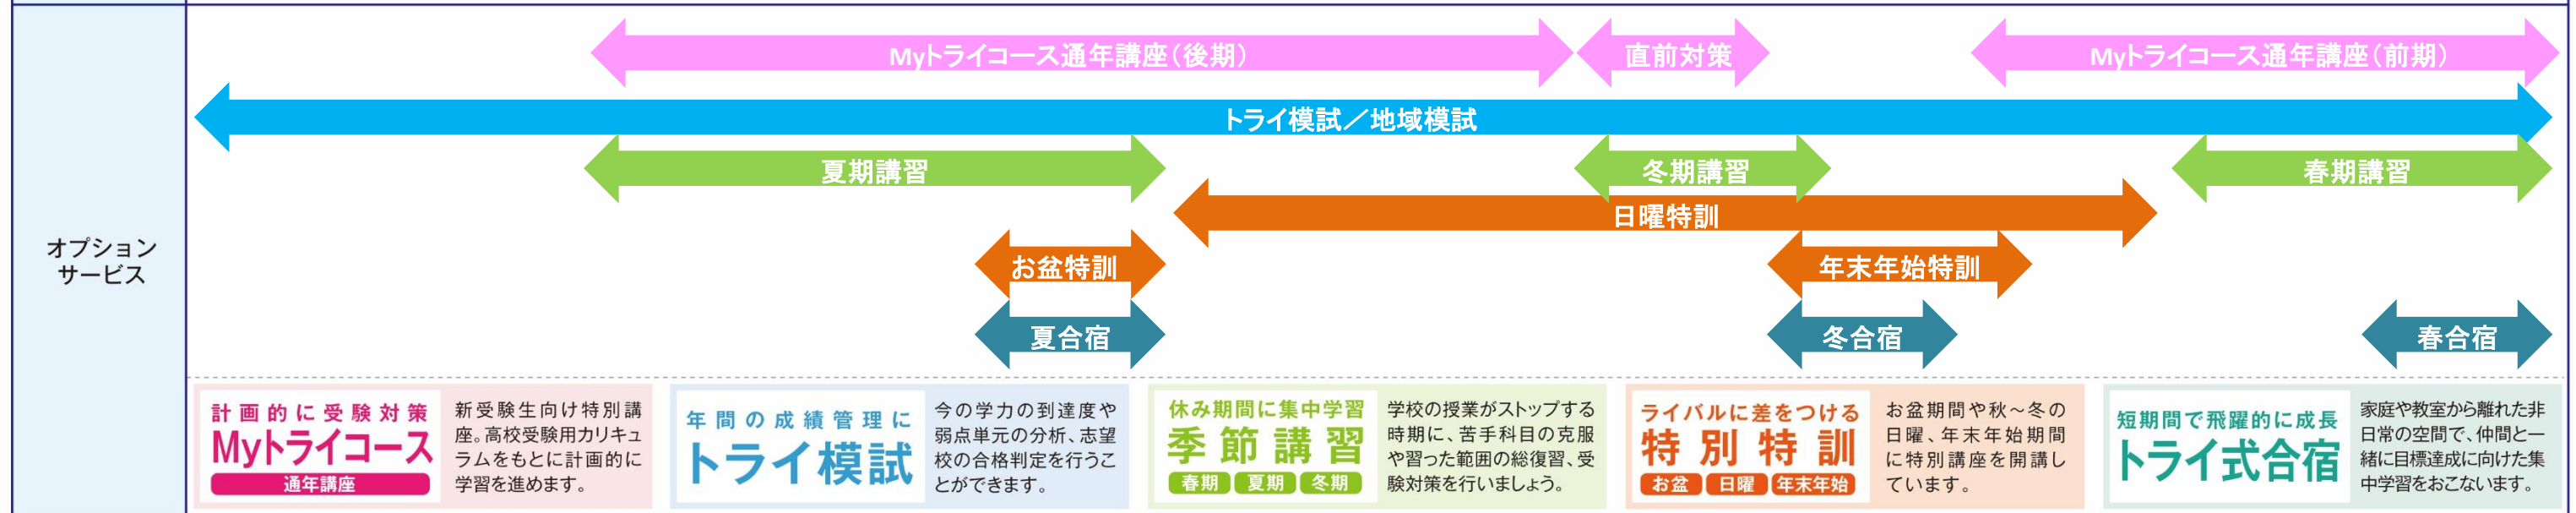 Myトライコース通年講座（後期）
直前対策
Myトライコース通年講座（前期）
トライ模試／地域模試
夏期講習
冬期講習
春期講習
日曜特訓
オプション
サービス
お盆特訓
年末年始特訓
夏合宿
冬合宿
春合宿
計画的に受験対策
Myトライコース
通年講座
新受験生向け特別講
座。高校受験用カリキュ
ラムをもとに計画的に
学習を進めます。
年間の成績管理に
トライ模試
今の学力の到達度や
弱点単元の分析、志望
校の合格判定を行うこ
とができます。
休み期間に集中学習
季節講習
春期 夏期 冬期
学校の授業がストップする
時期に、苦手科目の克服
や習った範囲の総復習、受
験対策を行いましょう。
ライバルに差をつける
特別特訓
お盆 日曜 年末年始
お盆期間や秋～冬の
日曜、年末年始期間
に特別講座を開講し
ています。
短期間で飛躍的に成長
トライ式合宿
家庭や教室から離れた非
日常の空間で、仲間と一
緒に目標達成に向けた集
中学習をおこないます。